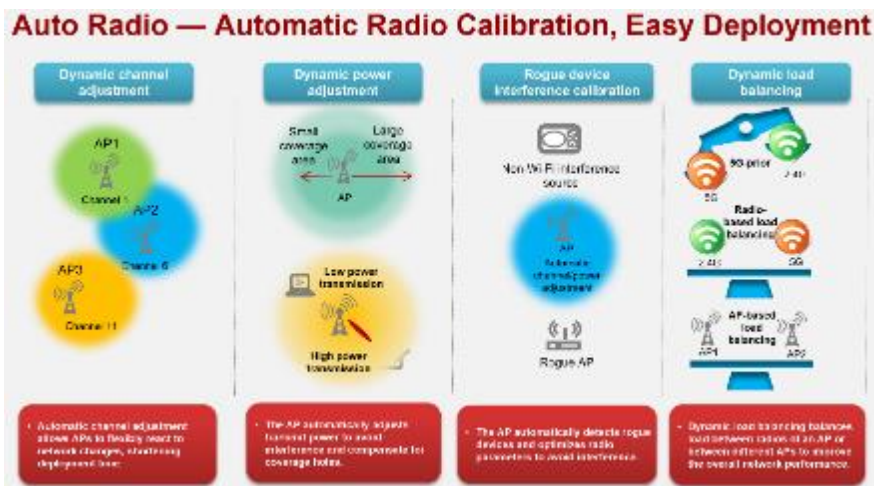 Auto Radio — Automatic Radio Calibration, Easy Deployment
Dynamic channel
adjustment
AP1
Channel 1
AP2
Channel 6
AP3
Channel 11
• Automatic channel adjustment
allows APs to flexibly react to
network changes, shortening
deployment time.
Dynamic power
adjustment
Small
coverage
area
Large
coverage
area
AP
Low power
transmission
High power
transmission
• The AP automatically adjusts
transmit power to avoid
interference and compensate for
coverage holes.
Rogue device
interference calibration
Non-Wi-Fi interference
source
AP
Automatic
channel/power
adjustment
Rogue AP
• The AP automatically detects rogue
devices and optimizes radio
parameters to avoid interference.
Dynamic load
balancing
5G-prior
2.4G
5G
Radio-
based load
balancing
2.4G
5G
AP-based
load
balancing
AP1
AP2
• Dynamic load balancing balances
load between radios of an AP or
between different APs to improve
the overall network performance.